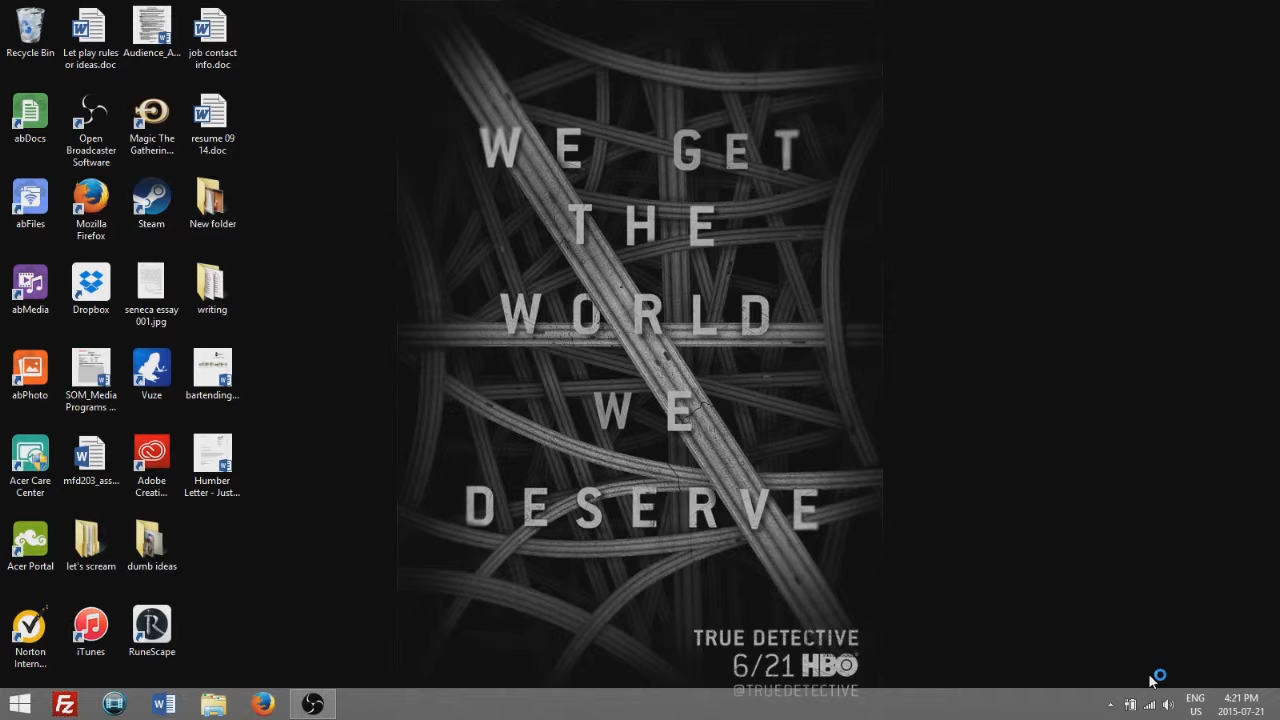 Recycle Bin
Let play rules
or ideas.doc
Audience_A...
job contact
info.doc
abDocs
Open
Broadcaster
Software
Magic The
Gatherin...
resume 09
14.doc
abFiles
Mozilla
Firefox
Steam
New folder
abMedia
Dropbox
seneca essay
001.jpg
writing
abPhoto
SOM_Media
Programs ...
Vuze
bartending...
Acer Care
Center
mfd203_ass...
Adobe
Creati...
Humber
Letter - Just...
Acer Portal
let's scream
dumb ideas
Norton
Intern...
iTunes
RuneScape
WE GET
THE
WORLD
WE
DESERVE
TRUE DETECTIVE
6/21 HBO
@TRUEDETECTIVE
ENG
US
4:21 PM
2015-07-21